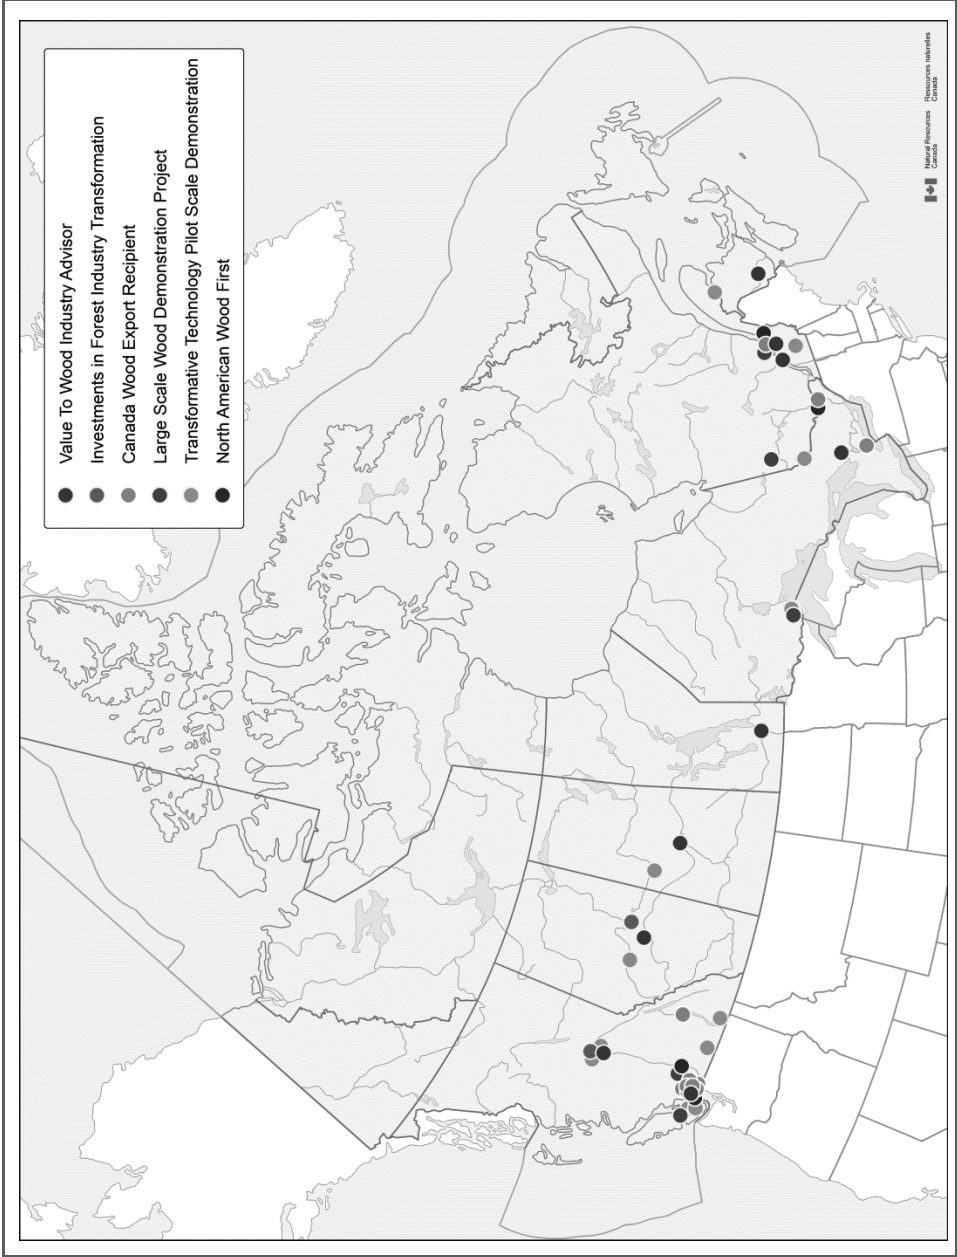 Value To Wood Industry Advisor
Investments in Forest Industry Transformation
Canada Wood Export Recipient
Large Scale Wood Demonstration Project
Transformative Technology Pilot Scale Demonstration
North American Wood First
Natural Resources
Canada
Ressources naturelles
Canada